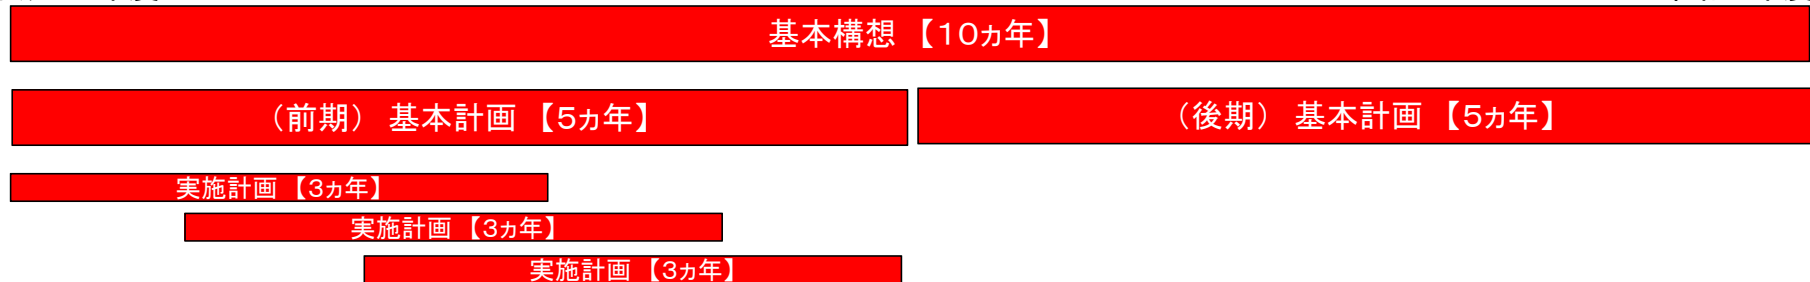 基本構想 【10ヵ年】
（前期） 基本計画 【5ヵ年】
（後期） 基本計画 【5ヵ年】
実施計画 【3ヵ年】
実施計画 【3ヵ年】
実施計画 【3ヵ年】